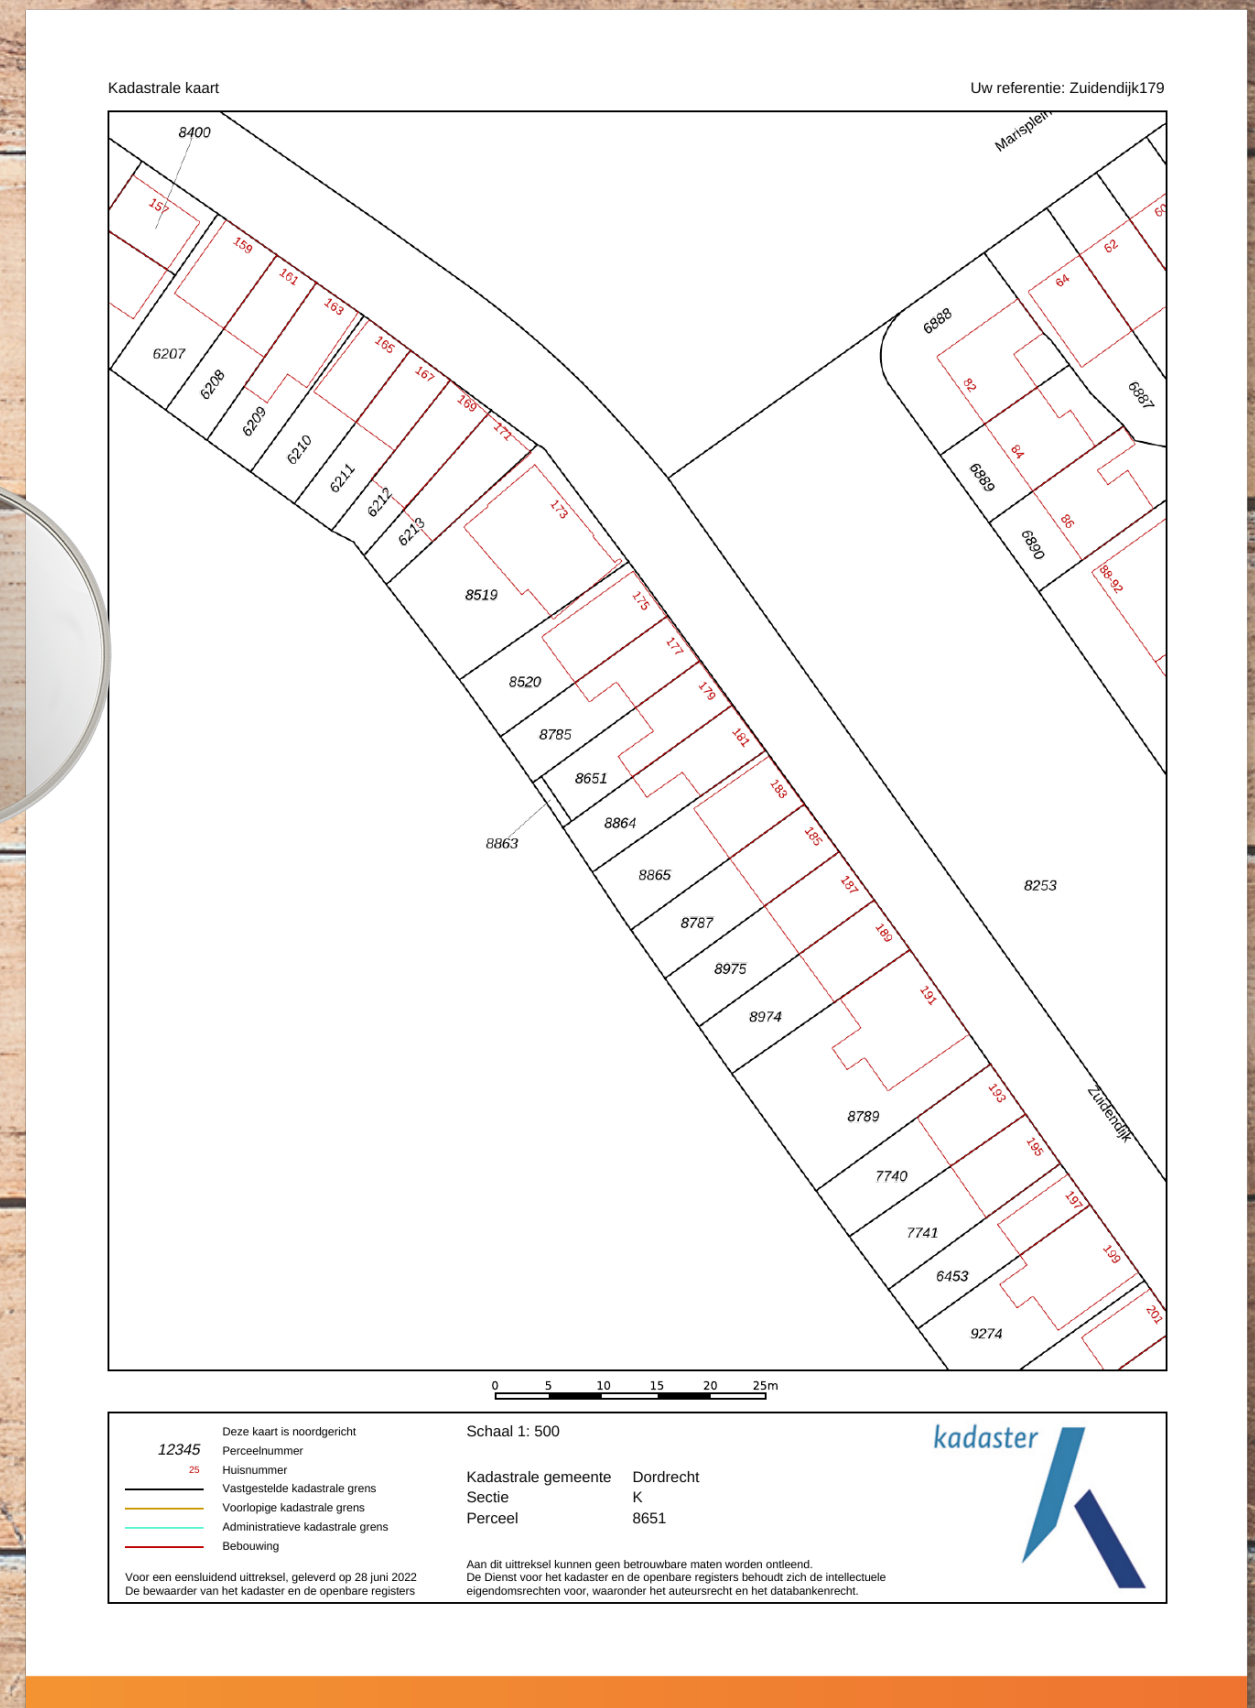 Kadastrale kaart
Uw referentie: Zuidendijk179
8400
Marisplein
157
159
161
163
165
167
169
171
173
175
177
179
181
183
185
187
189
191
193
195
197
199
201
60
62
64
82
84
86
88-92
6888
6887
6889
6890
6207
6208
6209
6210
6211
6212
6213
8519
8520
8785
8651
8863
8864
8865
8787
8975
8974
8789
7740
7741
6453
9274
8253
Zuidendijk
0 5 10 15 20 25m
Deze kaart is noordgericht
12345 Perceelnummer
25 Huisnummer
Vastgestelde kadastrale grens
Voorlopige kadastrale grens
Administratieve kadastrale grens
Bebouwing
Voor een eensluidend uittreksel, geleverd op 28 juni 2022
De bewaarder van het kadaster en de openbare registers
Schaal 1: 500
Kadastrale gemeente Dordrecht
Sectie K
Perceel 8651
Aan dit uittreksel kunnen geen betrouwbare maten worden ontleend.
De Dienst voor het kadaster en de openbare registers behoudt zich de intellectuele
eigendomsrechten voor, waaronder het auteursrecht en het databankenrecht.
kadaster